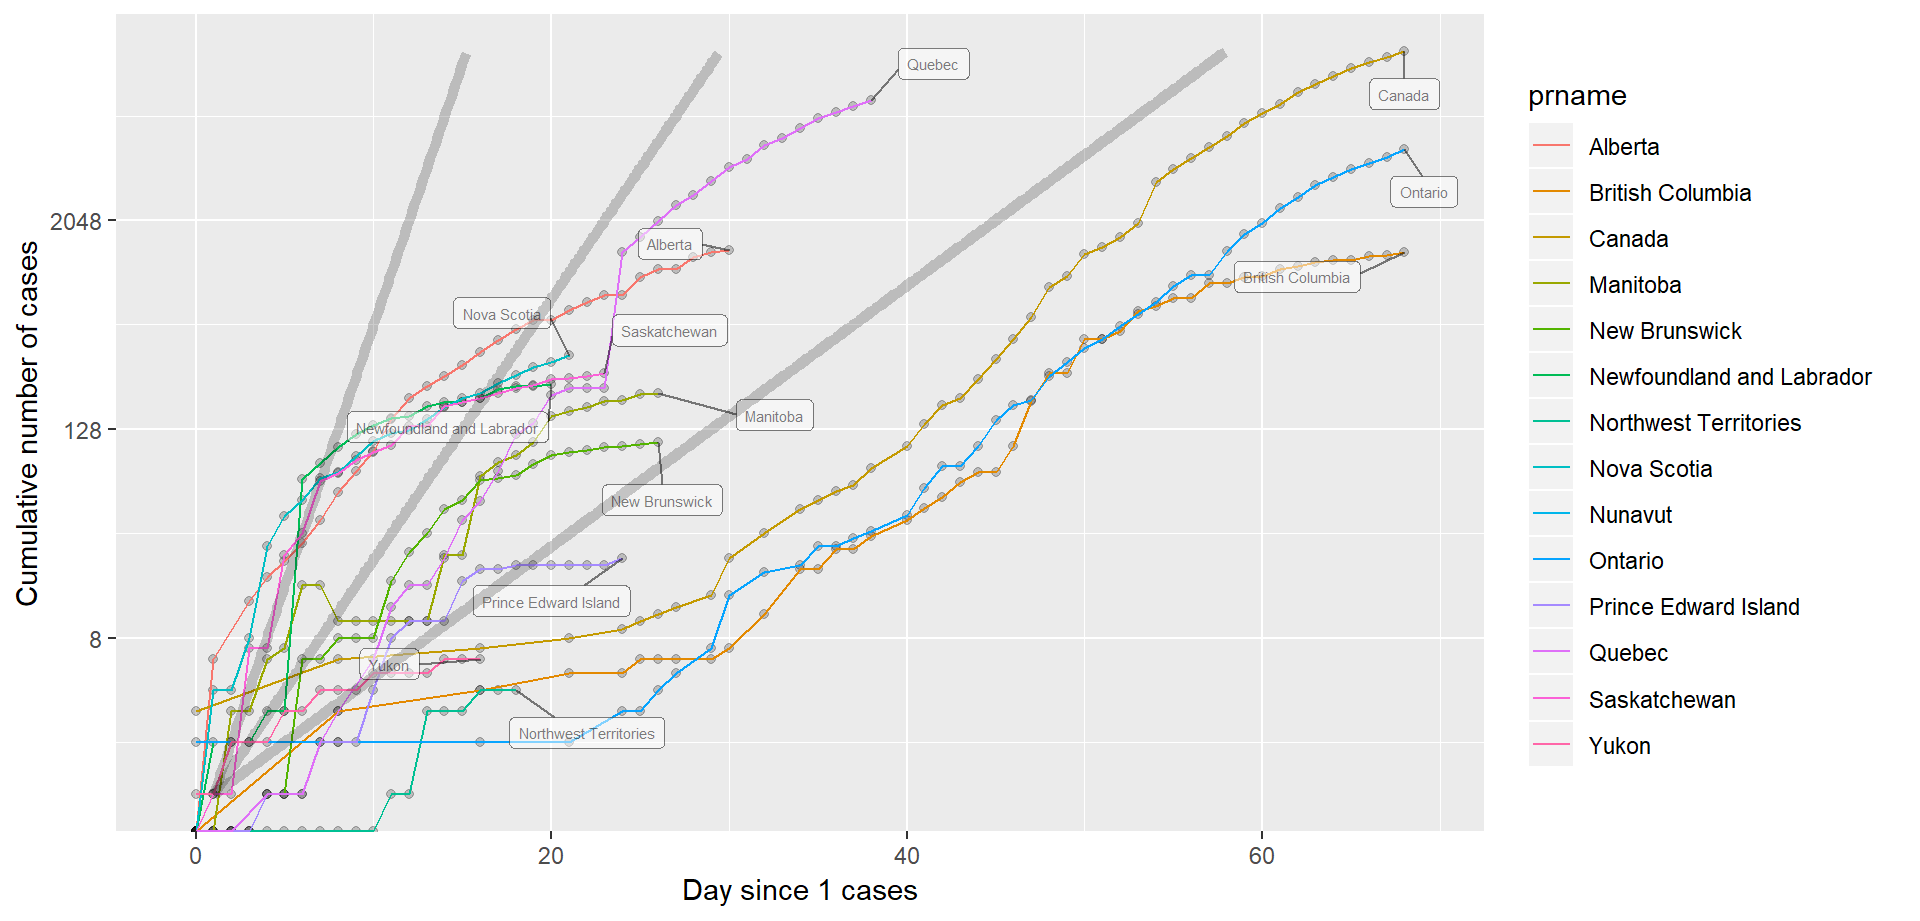 Cumulative number of cases
2048
128
8
0
20
40
60
Day since 1 cases
Quebec
Canada
Ontario
Alberta
British Columbia
Nova Scotia
Saskatchewan
Manitoba
Newfoundland and Labrador
New Brunswick
Prince Edward Island
Yukon
Northwest Territories
prname
Alberta
British Columbia
Canada
Manitoba
New Brunswick
Newfoundland and Labrador
Northwest Territories
Nova Scotia
Nunavut
Ontario
Prince Edward Island
Quebec
Saskatchewan
Yukon